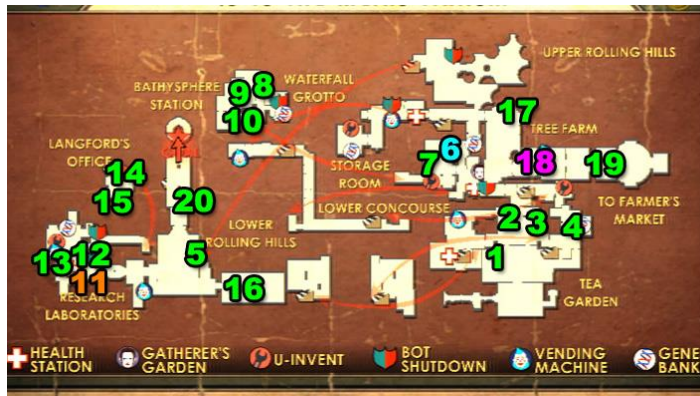 UPPER ROLLING HILLS
BATHYSPHERE
STATION
WATERFALL
GROTTO
8
9
10
17
TREE FARM
LANGFORD'S
OFFICE
14
15
STORAGE
ROOM
7
6
18
19
TO FARMER'S
MARKET
20
LOWER CONCOURSE
2
3
4
LOWER
ROLLING HILLS
5
1
13
12
11
RESEARCH
LABORATORIES
16
TEA
GARDEN
HEALTH
STATION
GATHERER'S
GARDEN
U-INVENT
BOT
SHUTDOWN
VENDING
MACHINE
GENE
BANK